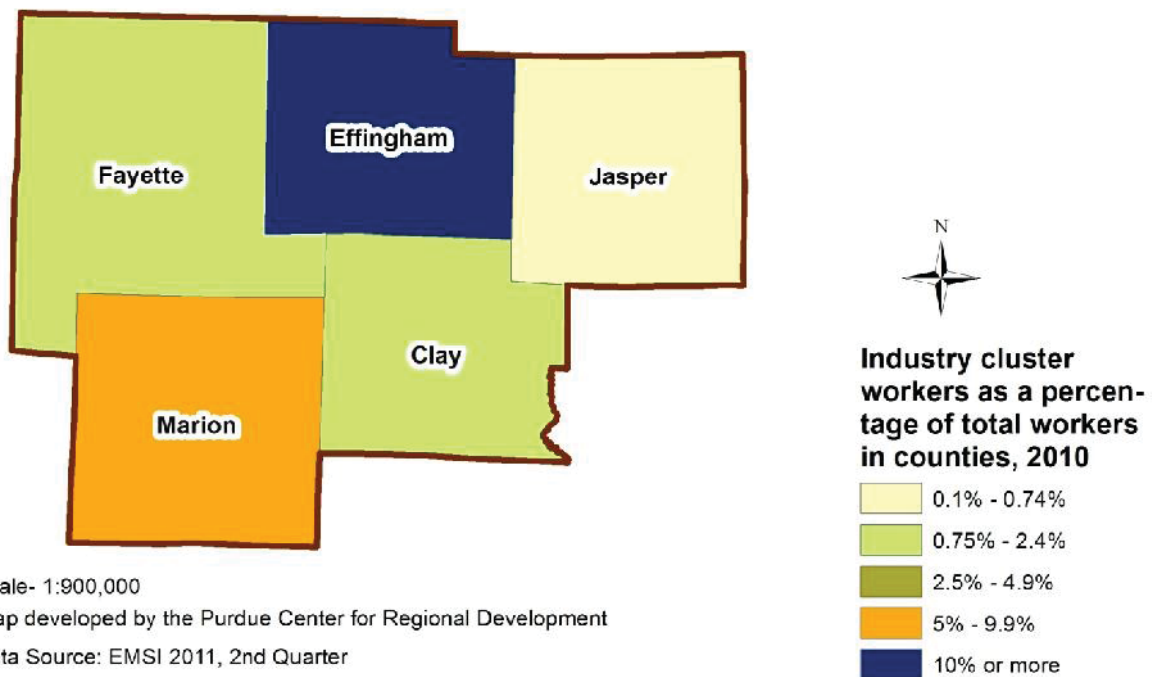 Effingham
Fayette
Jasper
Clay
Marion
N
Industry cluster
workers as a percen-
tage of total workers
in counties, 2010
0.1% - 0.74%
0.75% - 2.4%
2.5% - 4.9%
5% - 9.9%
10% or more
ale- 1:900,000
ap developed by the Purdue Center for Regional Development
ta Source: EMSI 2011, 2nd Quarter